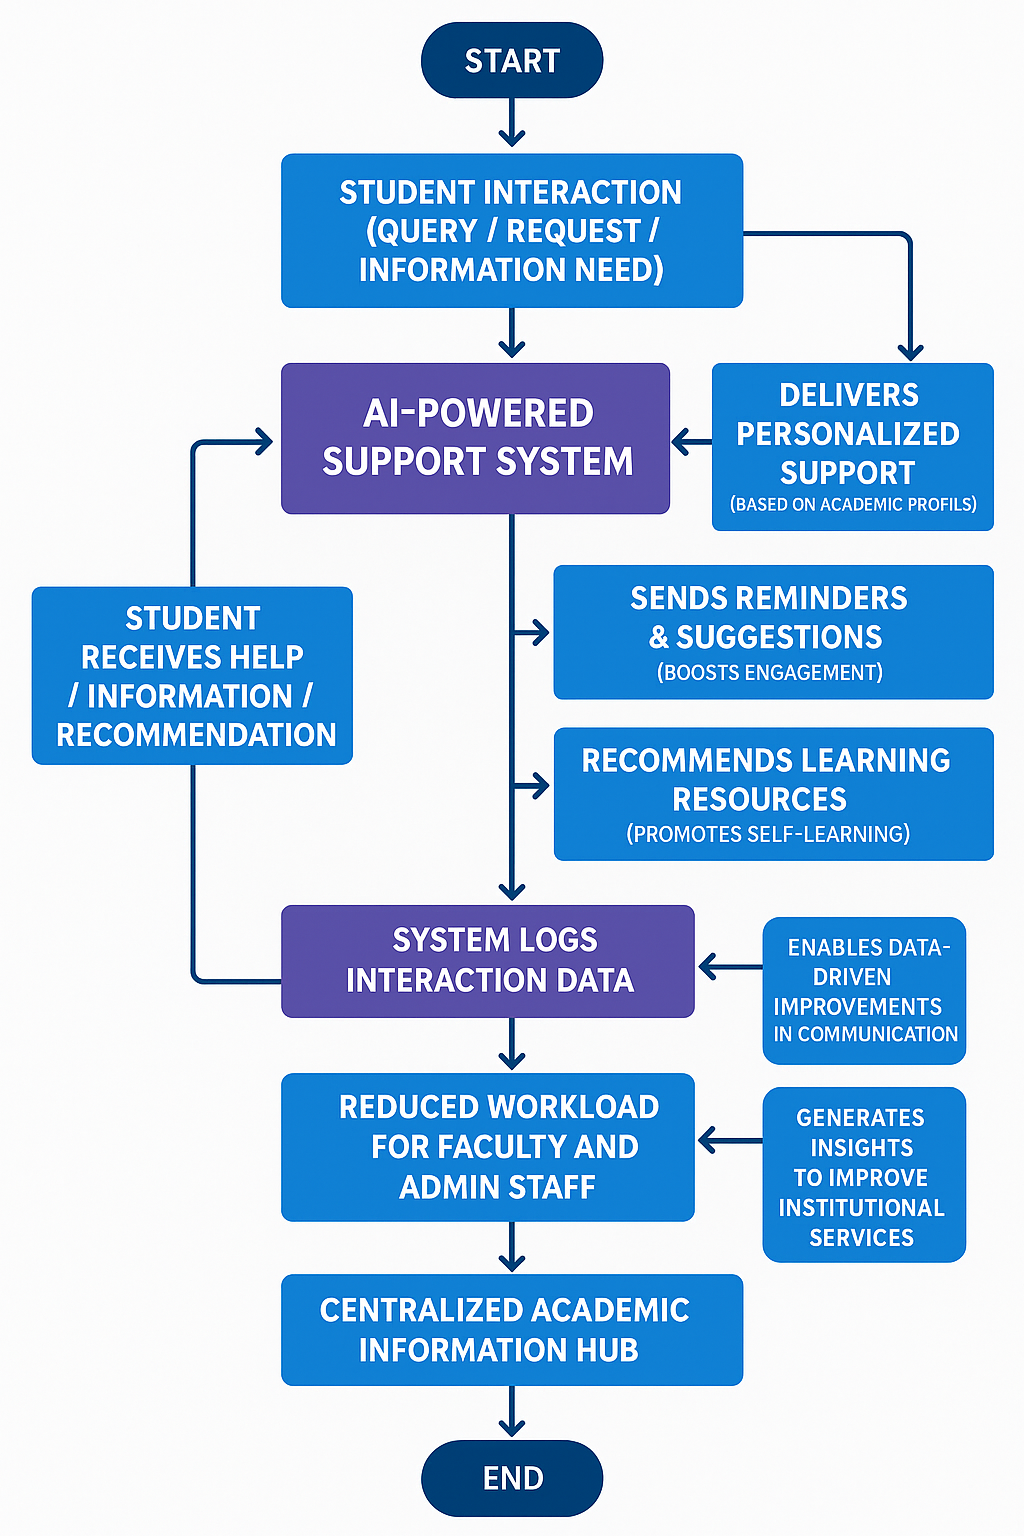 START
STUDENT INTERACTION
(QUERY / REQUEST /
INFORMATION NEED)
AI-POWERED
SUPPORT SYSTEM
DELIVERS
PERSONALIZED
SUPPORT
(BASED ON ACADEMIC PROFILS)
SENDS REMINDERS
& SUGGESTIONS
(BOOSTS ENGAGEMENT)
STUDENT
RECEIVES HELP
/ INFORMATION /
RECOMMENDATION
RECOMMENDS LEARNING
RESOURCES
(PROMOTES SELF-LEARNING)
SYSTEM LOGS
INTERACTION DATA
ENABLES DATA-
DRIVEN
IMPROVEMENTS
IN COMMUNICATION
REDUCED WORKLOAD
FOR FACULTY AND
ADMIN STAFF
GENERATES
INSIGHTS
TO IMPROVE
INSTITUTIONAL
SERVICES
CENTRALIZED ACADEMIC
INFORMATION HUB
END